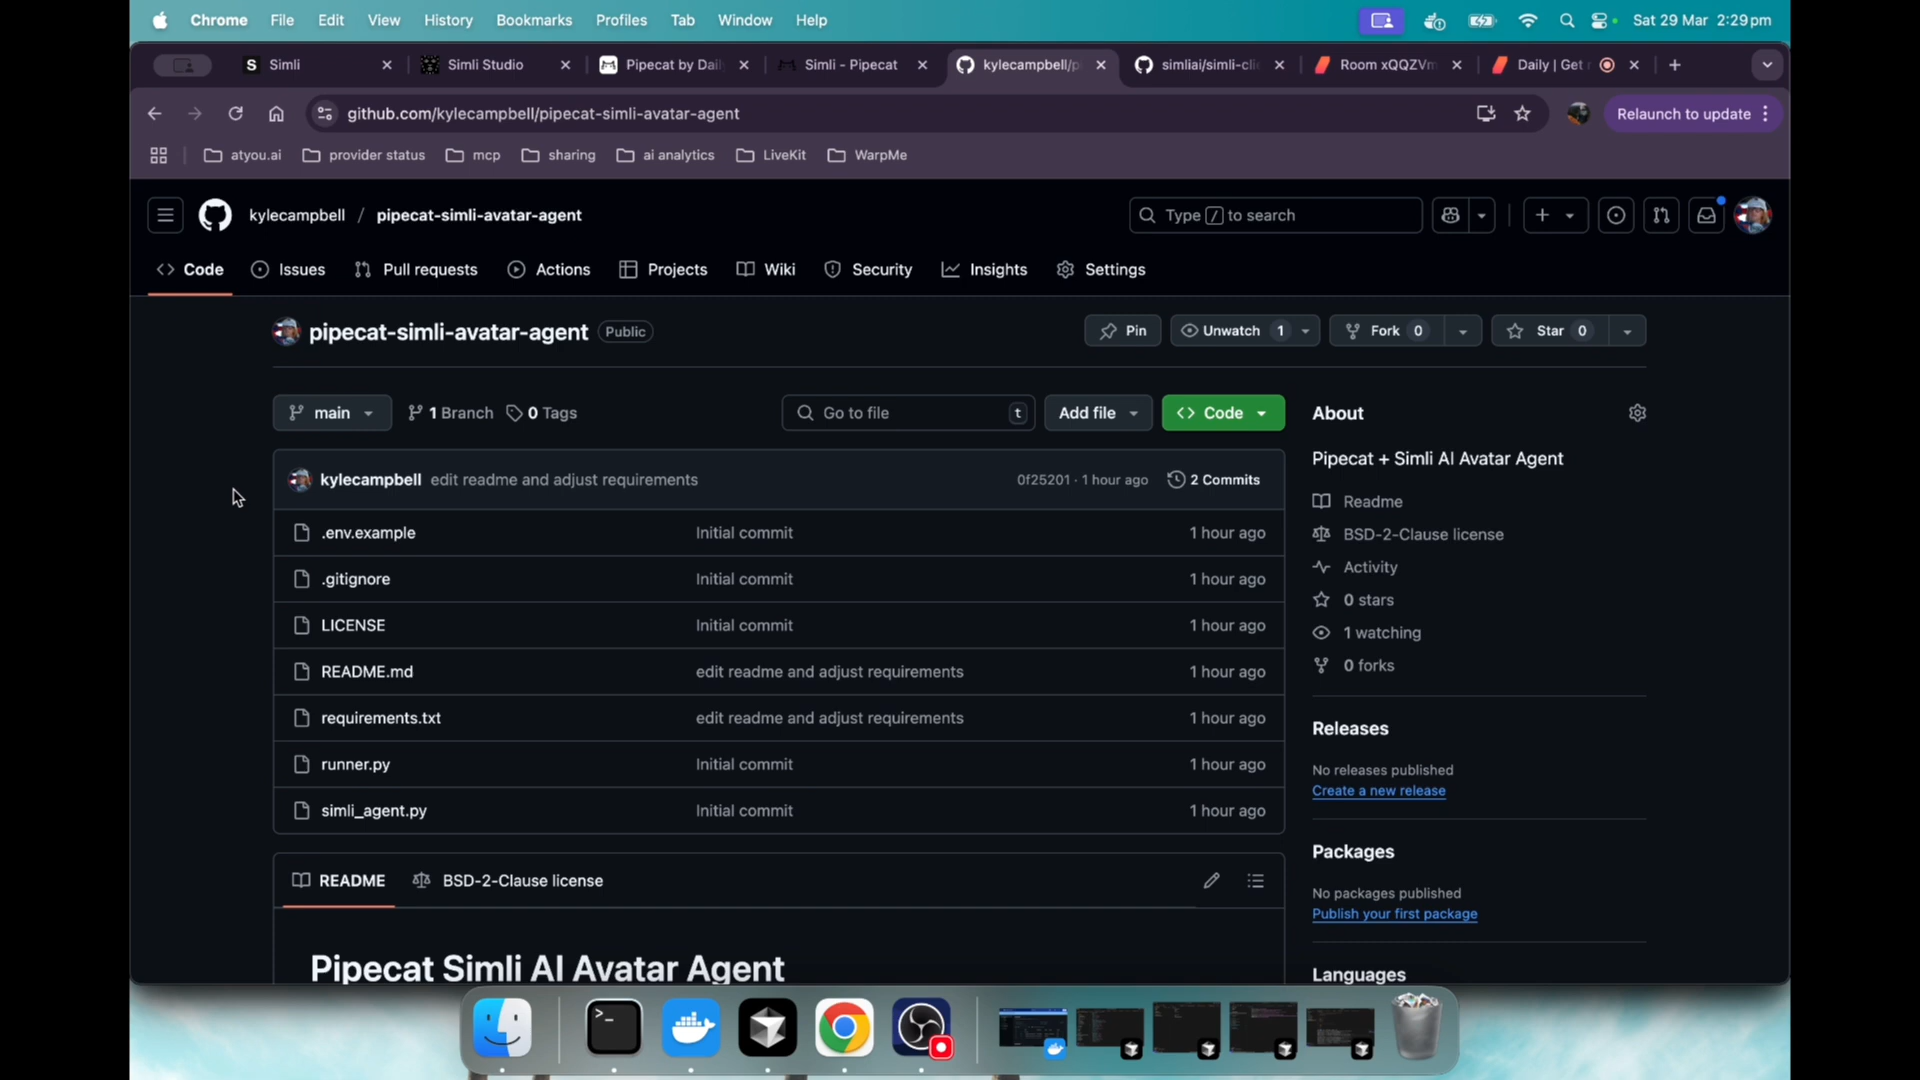 Chrome File Edit View History Bookmarks Profiles Tab Window Help Sat 29 Mar 2:29 pm
Simli Simli Studio Pipecat by Dail Simli - Pipecat kylecampbell/p simliai/simli-cli Room xQQZVm Daily | Get
github.com/kylecampbell/pipecat-simli-avatar-agent Relaunch to update
atyou.ai provider status mcp sharing ai analytics LiveKit WarpMe
kylecampbell / pipecat-simli-avatar-agent Type / to search
Code Issues Pull requests Actions Projects Wiki Security Insights Settings
pipecat-simli-avatar-agent Public Pin Unwatch 1 Fork 0 Star 0
main 1 Branch 0 Tags Go to file t Add file Code About
Pipecat + Simli AI Avatar Agent
kylecampbell edit readme and adjust requirements 0f25201 · 1 hour ago 2 Commits
Readme
.env.example Initial commit 1 hour ago
BSD-2-Clause license
.gitignore Initial commit 1 hour ago
Activity
0 stars
LICENSE Initial commit 1 hour ago
1 watching
README.md edit readme and adjust requirements 1 hour ago
0 forks
requirements.txt edit readme and adjust requirements 1 hour ago
Releases
runner.py Initial commit 1 hour ago
No releases published
Create a new release
simli_agent.py Initial commit 1 hour ago
Packages
README BSD-2-Clause license
No packages published
Publish your first package
Pipecat Simli AI Avatar Agent
Languages